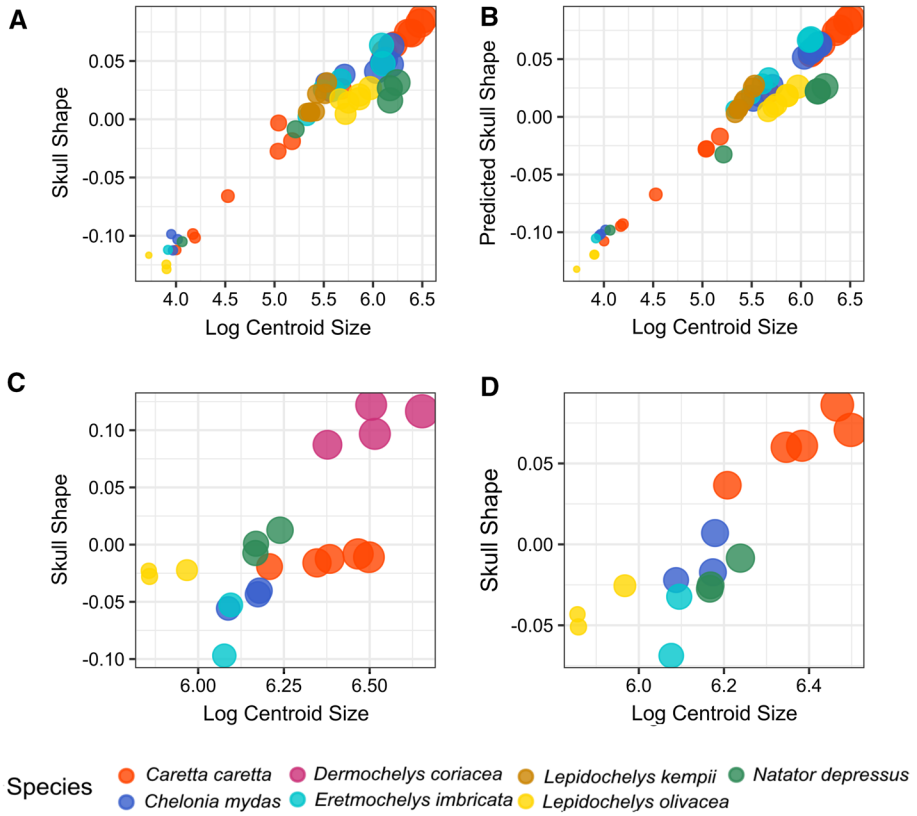 A
Skull Shape
0.05
0.00
-0.05
-0.10
4.0 4.5 5.0 5.5 6.0 6.5
Log Centroid Size
B
Predicted Skull Shape
0.05
0.00
-0.05
-0.10
4.0 4.5 5.0 5.5 6.0 6.5
Log Centroid Size
C
Skull Shape
0.10
0.05
0.00
-0.05
-0.10
6.00 6.25 6.50
Log Centroid Size
D
Skull Shape
0.05
0.00
-0.05
6.0 6.2 6.4
Log Centroid Size
Species
Caretta caretta Dermochelys coriacea Lepidochelys kempii Natator depressus
Chelonia mydas Eretmochelys imbricata Lepidochelys olivacea